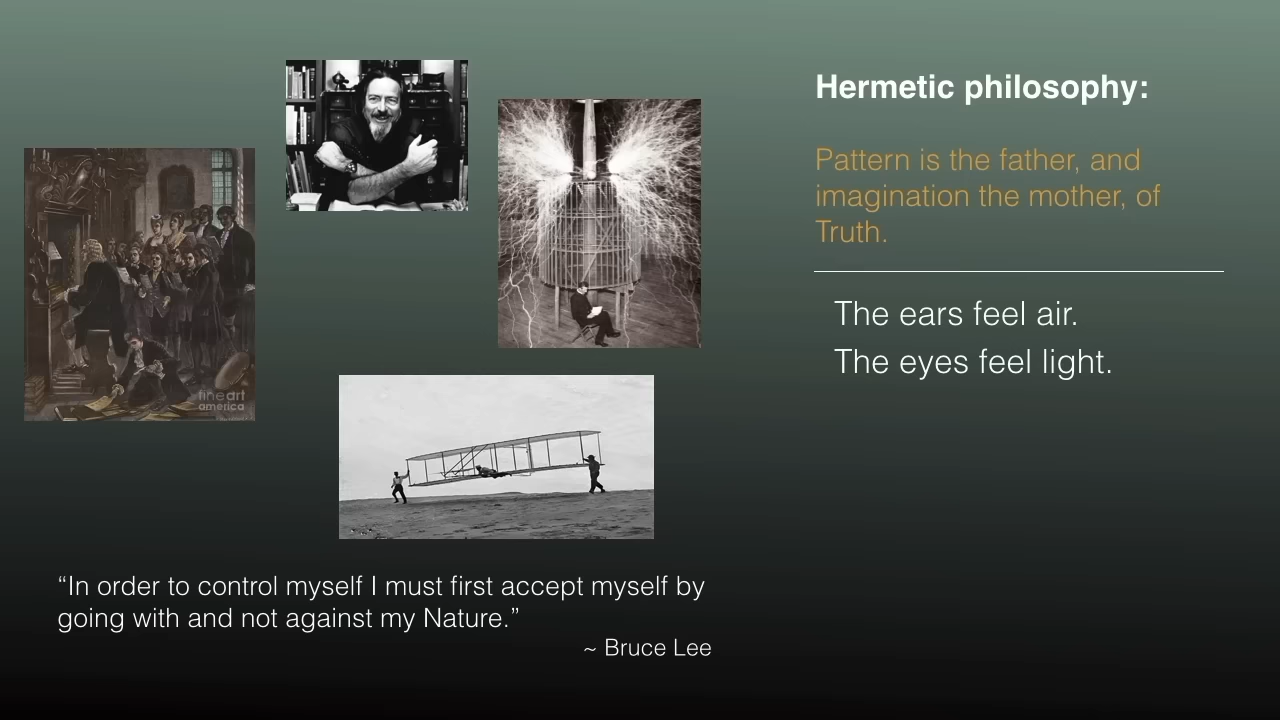 Hermetic philosophy:
Pattern is the father, and
imagination the mother, of
Truth.
The ears feel air.
The eyes feel light.
fineart
america
“In order to control myself I must first accept myself by
going with and not against my Nature.”
~ Bruce Lee